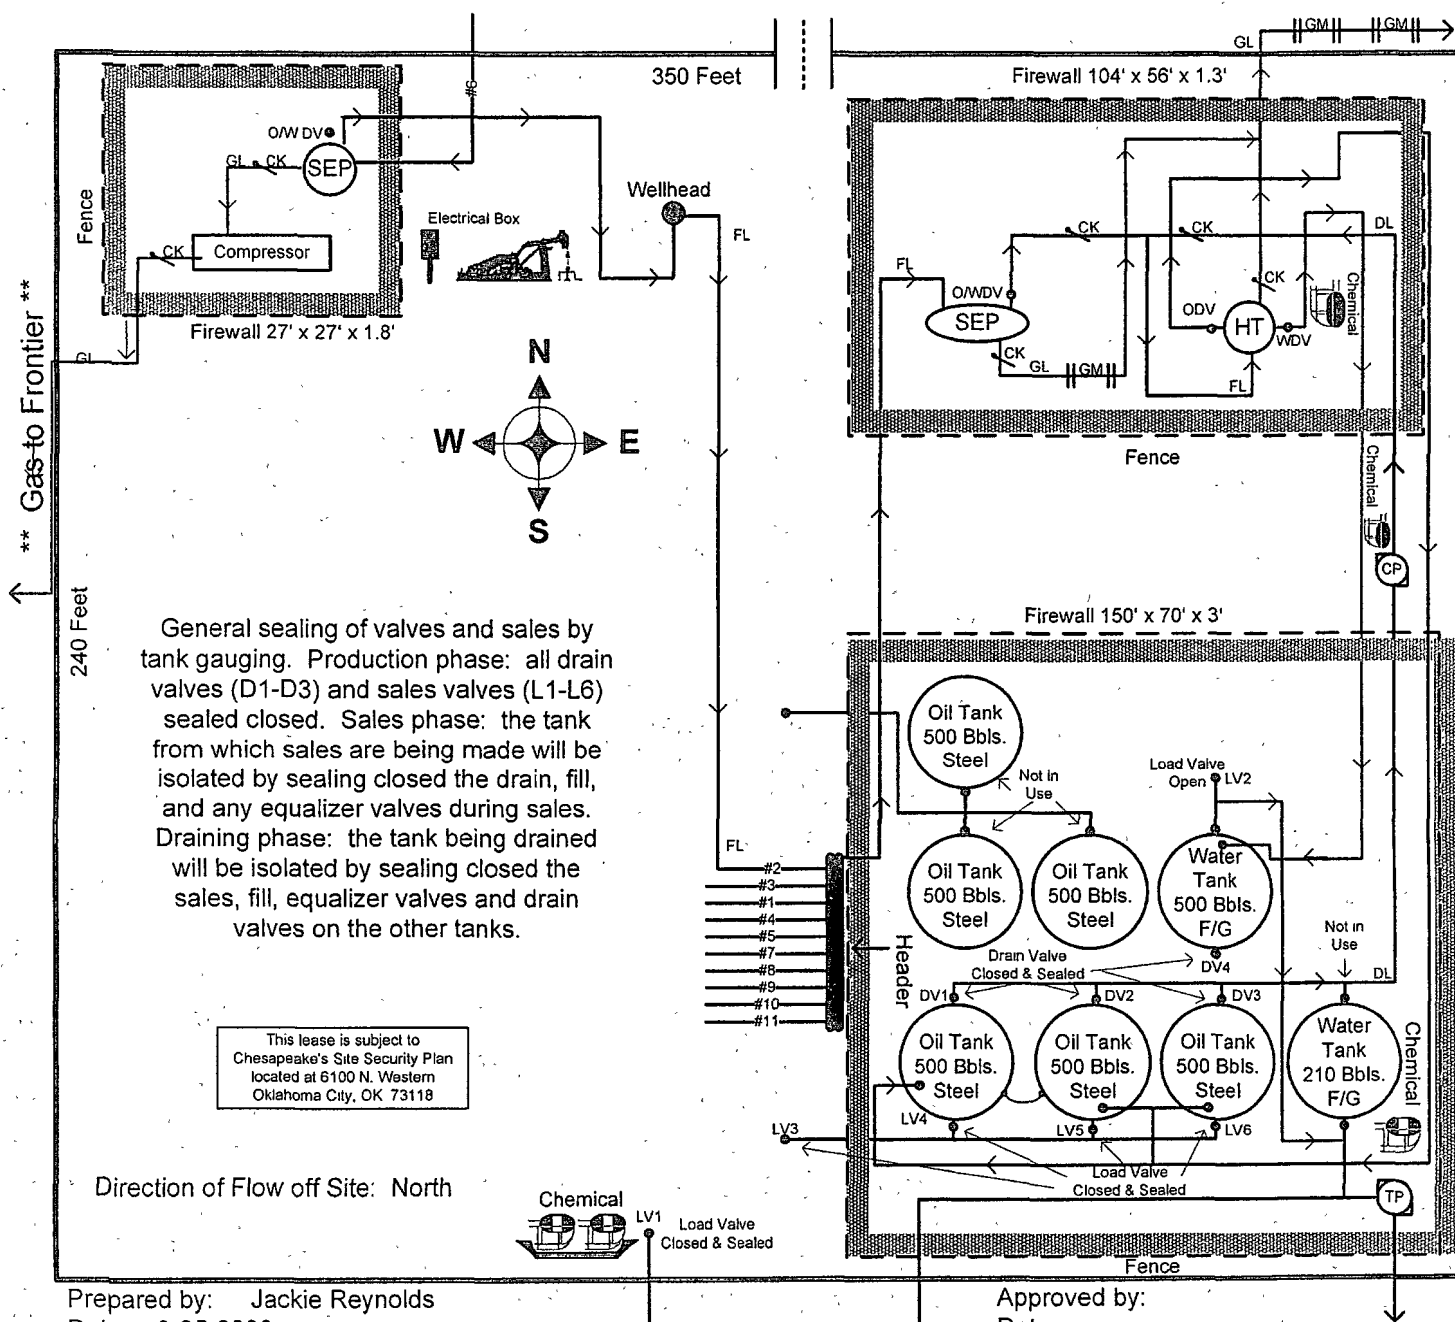 350 Feet
GL
GM
GM
Firewall 104' x 56' x 1.3'
#6
O/W DV
GL
CK
SEP
Fence
Compressor
CK
Firewall 27' x 27' x 1.8'
GL
** Gas to Frontier **
240 Feet
Electrical Box
Wellhead
FL
N
W
E
S
CK
CK
DL
FL
O/WDV
SEP
CK
GL
GM
ODV
HT
WDV
CK
FL
Chemical
Fence
Chemical
CP
General sealing of valves and sales by
tank gauging. Production phase: all drain
valves (D1-D3) and sales valves (L1-L6)
sealed closed. Sales phase: the tank
from which sales are being made will be
isolated by sealing closed the drain, fill,
and any equalizer valves during sales.
Draining phase: the tank being drained
will be isolated by sealing closed the
sales, fill, equalizer valves and drain
valves on the other tanks.
Firewall 150' x 70' x 3'
Oil Tank
500 Bbls.
Steel
Not in
Use
Load Valve
Open
LV2
FL
#2
#3
#1
#4
#5
#7
#8
#9
#10
#11
Header
Oil Tank
500 Bbls.
Steel
Oil Tank
500 Bbls.
Steel
Water
Tank
500 Bbls.
F/G
Not in
Use
Drain Valve
Closed & Sealed
DV4
DL
DV1
DV2
DV3
Oil Tank
500 Bbls.
Steel
Oil Tank
500 Bbls.
Steel
Oil Tank
500 Bbls.
Steel
Water
Tank
210 Bbls.
F/G
Chemical
LV4
LV5
LV6
LV3
Load Valve
Closed & Sealed
TP
This lease is subject to
Chesapeake's Site Security Plan
located at 6100 N. Western
Oklahoma City, OK 73118
Direction of Flow off Site: North
Chemical
LV1
Load Valve
Closed & Sealed
Fence
Prepared by: Jackie Reynolds
Approved by: